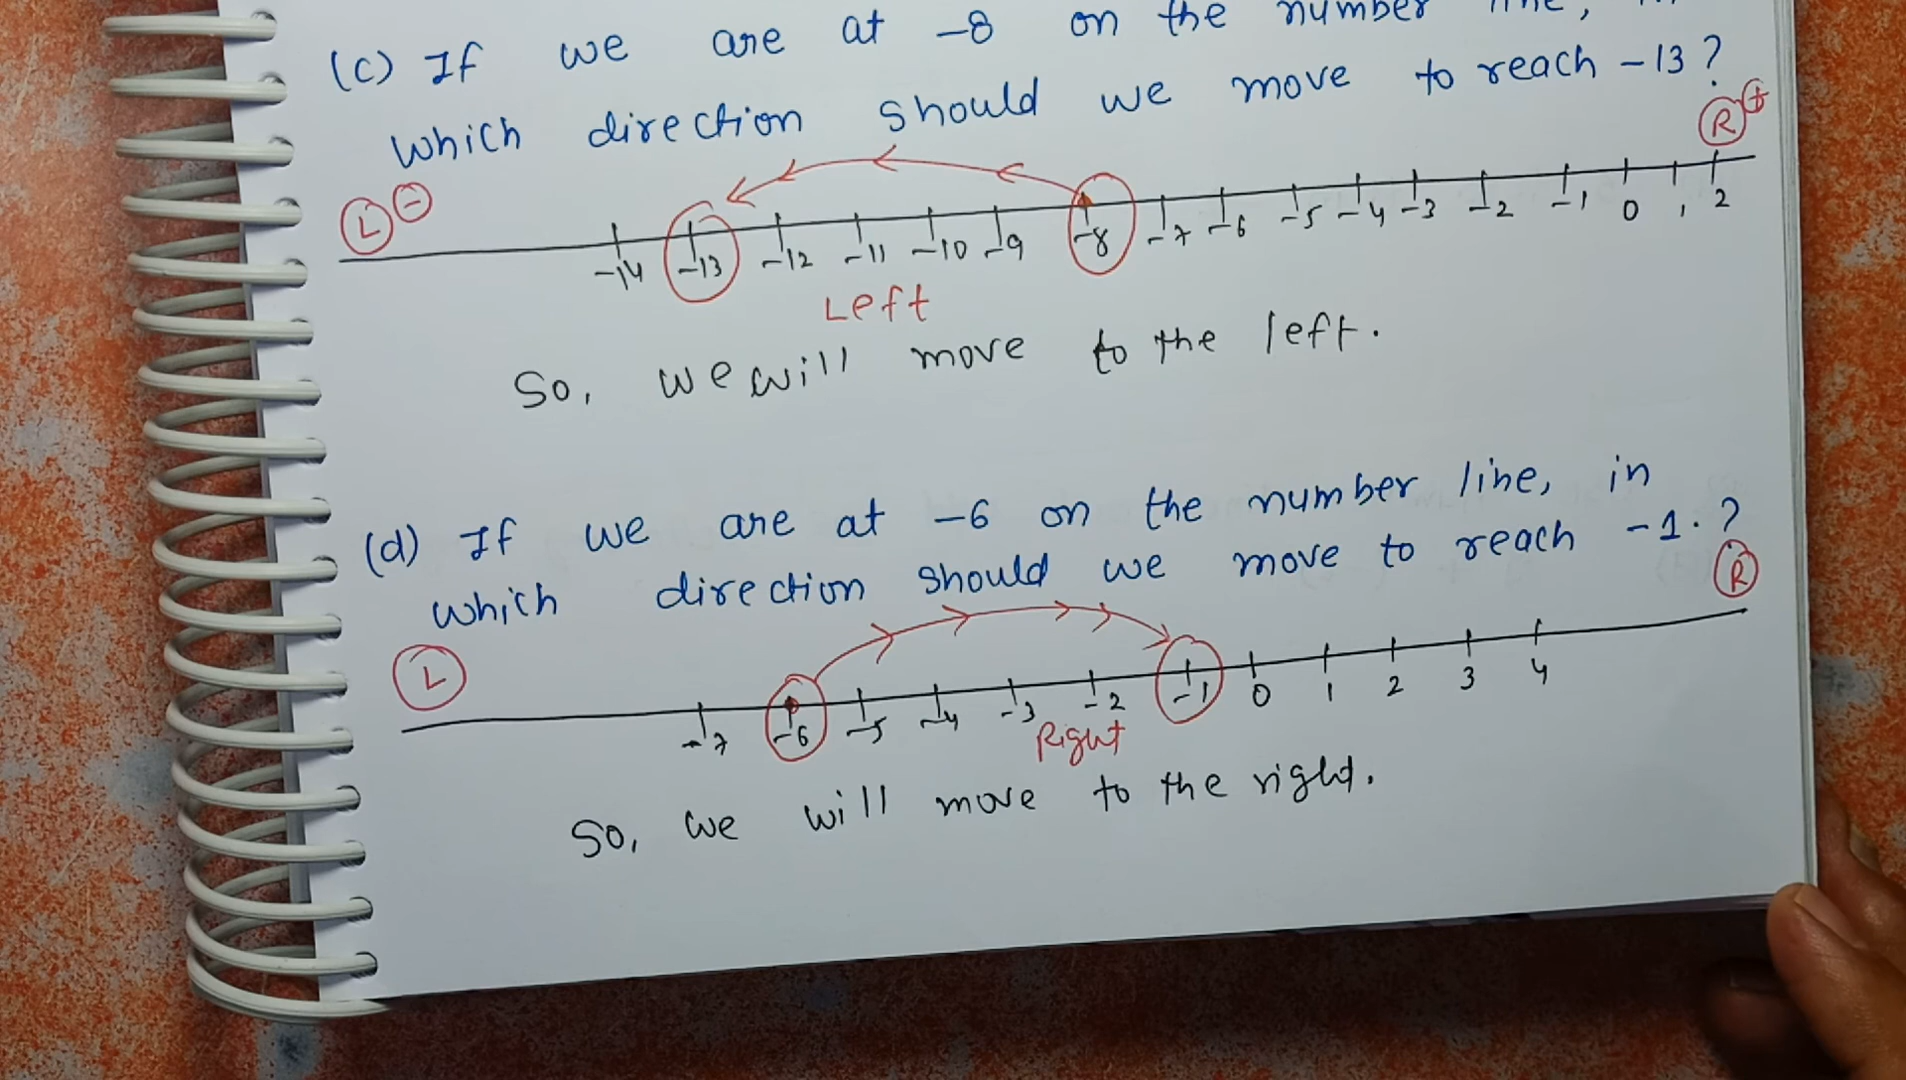 (c) If we are at -8 on the number line,
which direction should we move to reach -13?
L - R +
-14 -13 -12 -11 -10 -9 -8 -7 -6 -5 -4 -3 -2 -1 0 1 2
Left
So, we will move to the left.
(d) If we are at -6 on the number line, in
which direction should we move to reach -1.?
L R
-7 -6 -5 -4 -3 -2 -1 0 1 2 3 4
Right
So, we will move to the right.